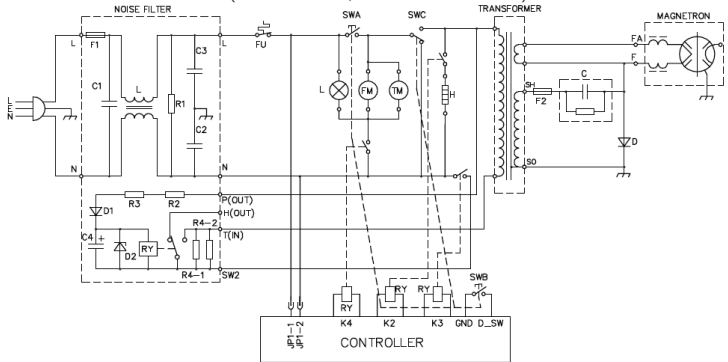 NOISE FILTER
SWA
SWC
TRANSFORMER
MAGNETRON
L
F1
L
FU
C3
C1
L
R1
C2
L
E
N
N
N
L
FM
TM
H
FA
F
SH
F2
C
D
SO
D1
R3
R2
P(OUT)
H(OUT)
R4-2
T(IN)
C4
+
D2
RY
R4-1
SW2
SWB
RY
RY
RY
JP1-1
JP1-2
K4
K2
K3
GND
D_SW
CONTROLLER